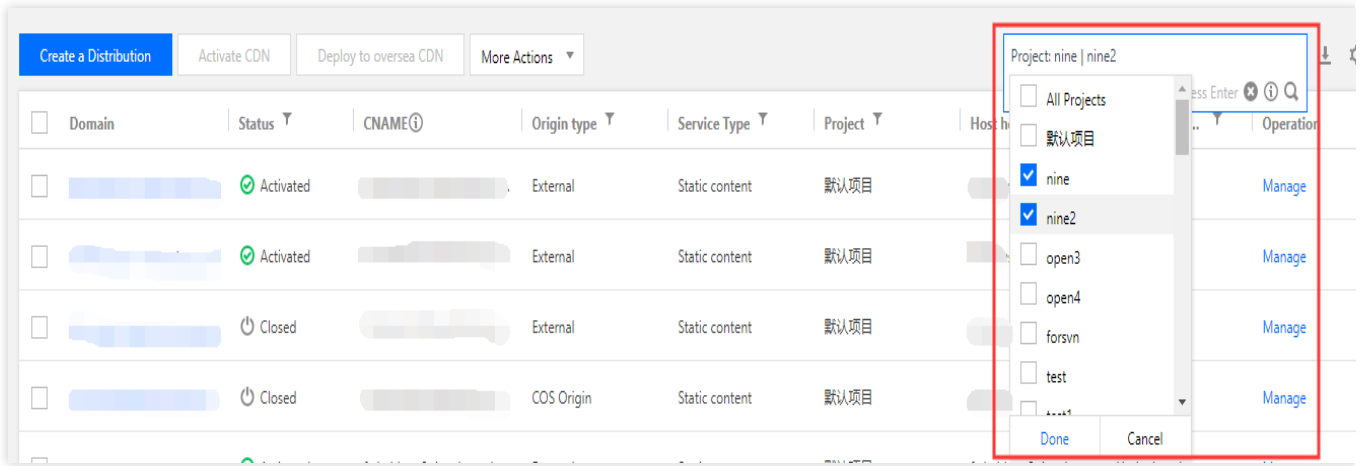 Create a Distribution Activate CDN Deploy to oversea CDN More Actions
Project: nine | nine2
ess Enter
Domain Status CNAME Origin type Service Type Project Host h .. Operation
All Projects
默认项目
Activated External Static content 默认项目 Manage
nine
nine2
Activated External Static content 默认项目 Manage
open3
open4
Closed External Static content 默认项目 Manage
forsvn
test
Closed COS Origin Static content 默认项目 Manage
test1
Done Cancel